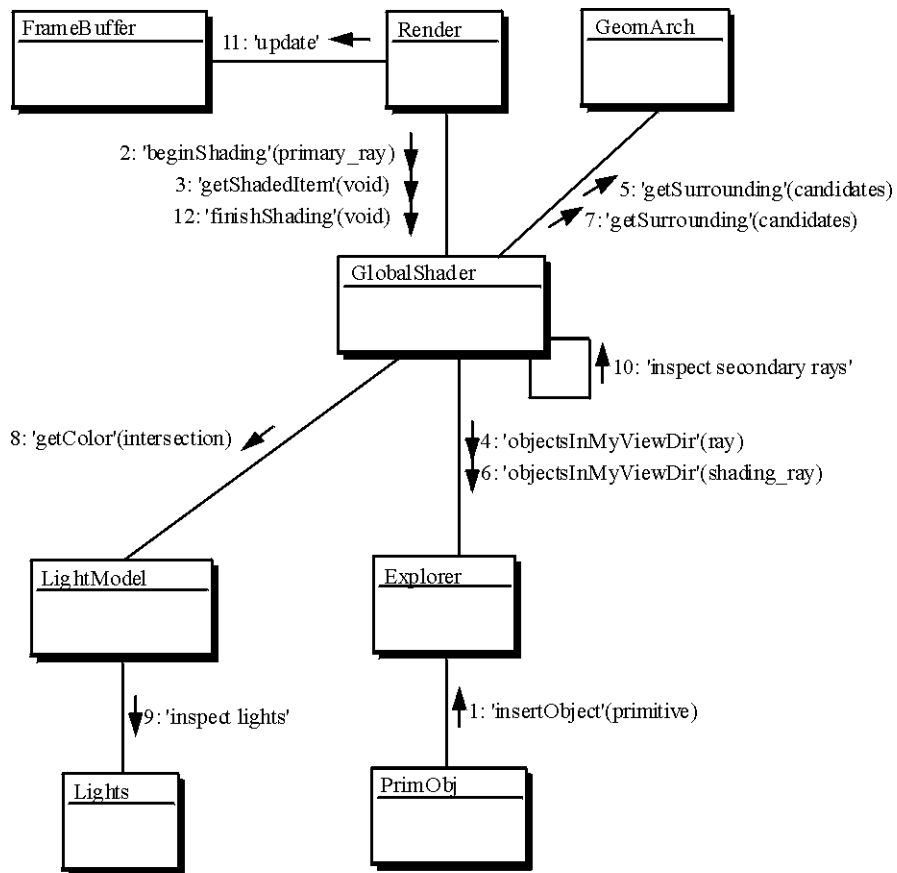 FrameBuffer
Render
GeomArch
11: 'update'
2: 'beginShading'(primary_ray)
3: 'getShadedItem'(void)
12: 'finishShading'(void)
5: 'getSurrounding'(candidates)
7: 'getSurrounding'(candidates)
GlobalShader
10: 'inspect secondary rays'
8: 'getColor'(intersection)
4: 'objectsInMyViewDir'(ray)
6: 'objectsInMyViewDir'(shading_ray)
LightModel
Explorer
9: 'inspect lights'
1: 'insertObject'(primitive)
Lights
PrimObj